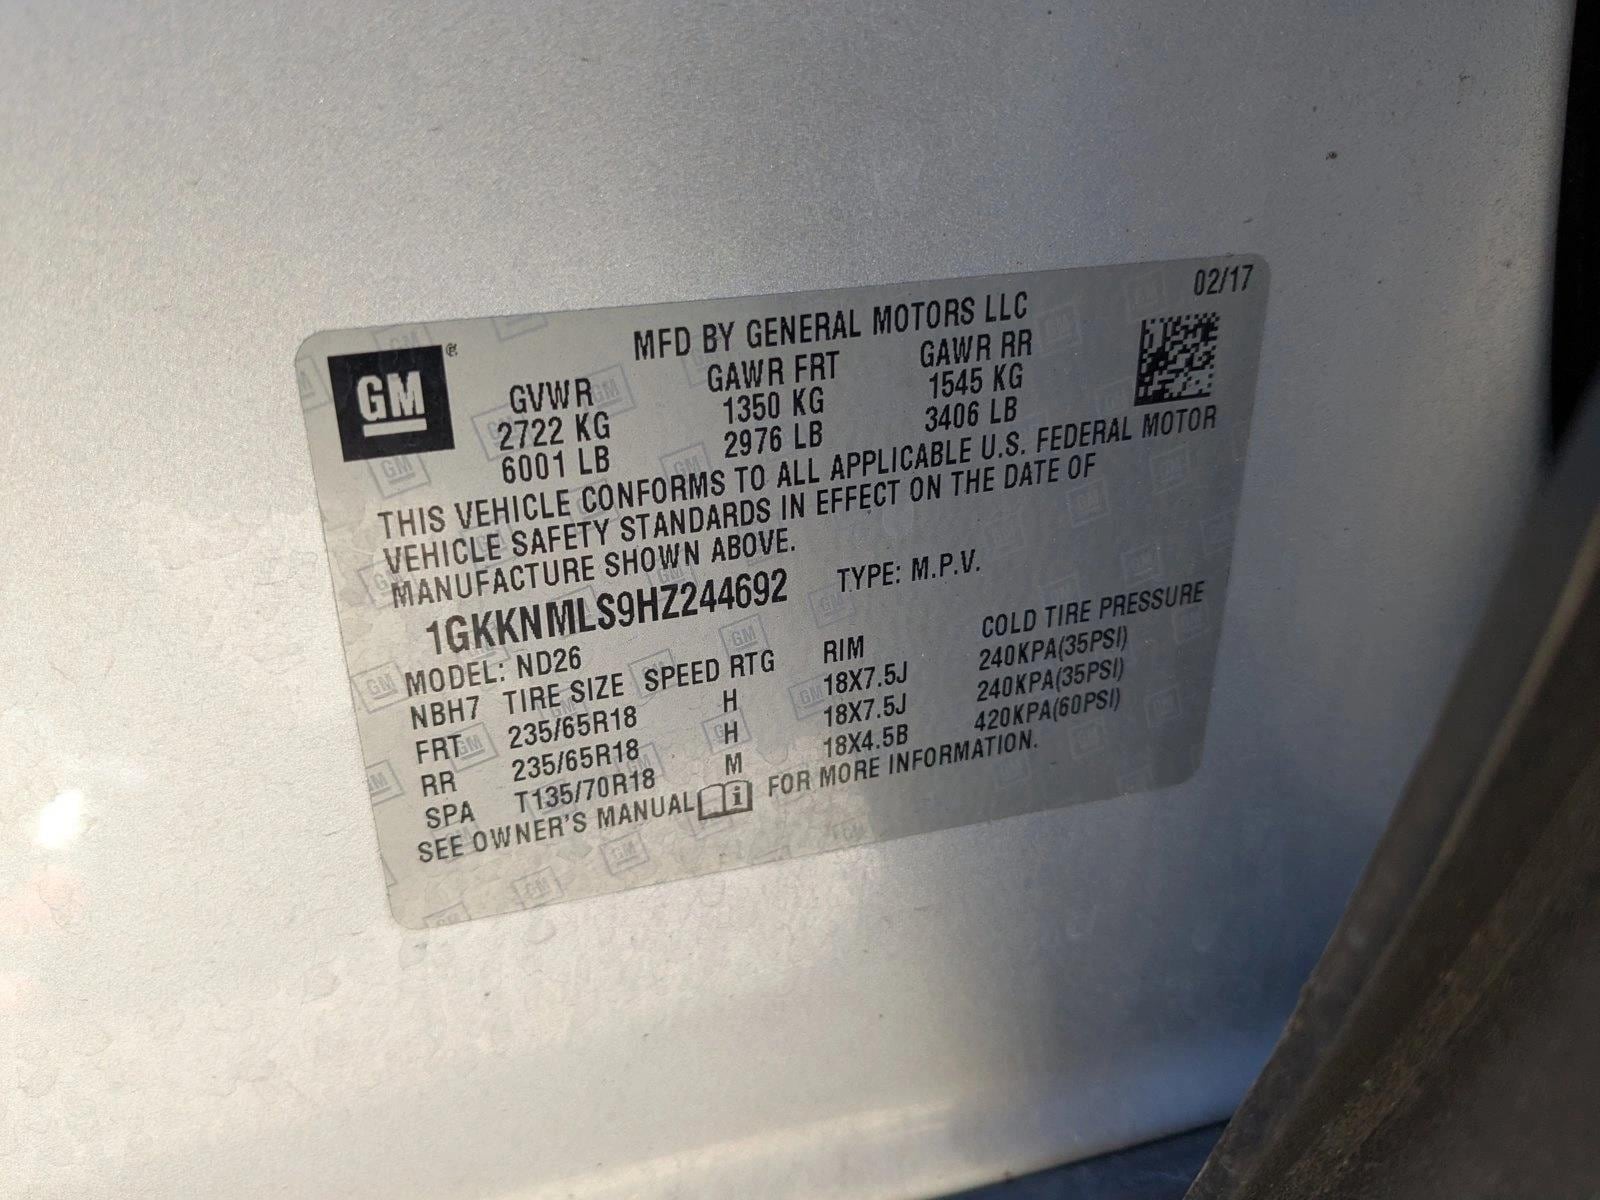 02/17
MFD BY GENERAL MOTORS LLC
GM®
GVWR GAWR FRT GAWR RR
2722 KG 1350 KG 1545 KG
6001 LB 2976 LB 3406 LB
THIS VEHICLE CONFORMS TO ALL APPLICABLE U.S. FEDERAL MOTOR
VEHICLE SAFETY STANDARDS IN EFFECT ON THE DATE OF
MANUFACTURE SHOWN ABOVE.
1GKKNMLS9HZ244692 TYPE: M.P.V.
MODEL: ND26
NBH7 TIRE SIZE SPEED RTG RIM COLD TIRE PRESSURE
FRT 235/65R18 H 18X7.5J 240KPA(35PSI)
RR 235/65R18 H 18X7.5J 240KPA(35PSI)
SPA T135/70R18 M 18X4.5B 420KPA(60PSI)
SEE OWNER'S MANUAL FOR MORE INFORMATION.